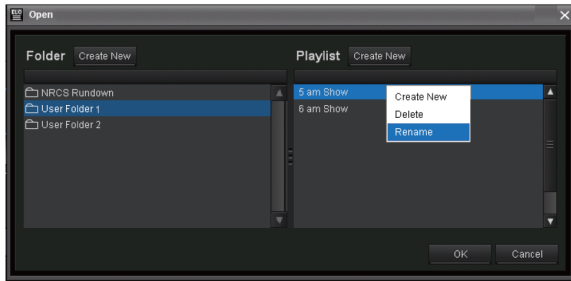 ELC
Open
Folder
Create New
Playlist
Create New
NRCS Rundown
User Folder 1
User Folder 2
5 am Show
6 am Show
Create New
Delete
Rename
OK
Cancel